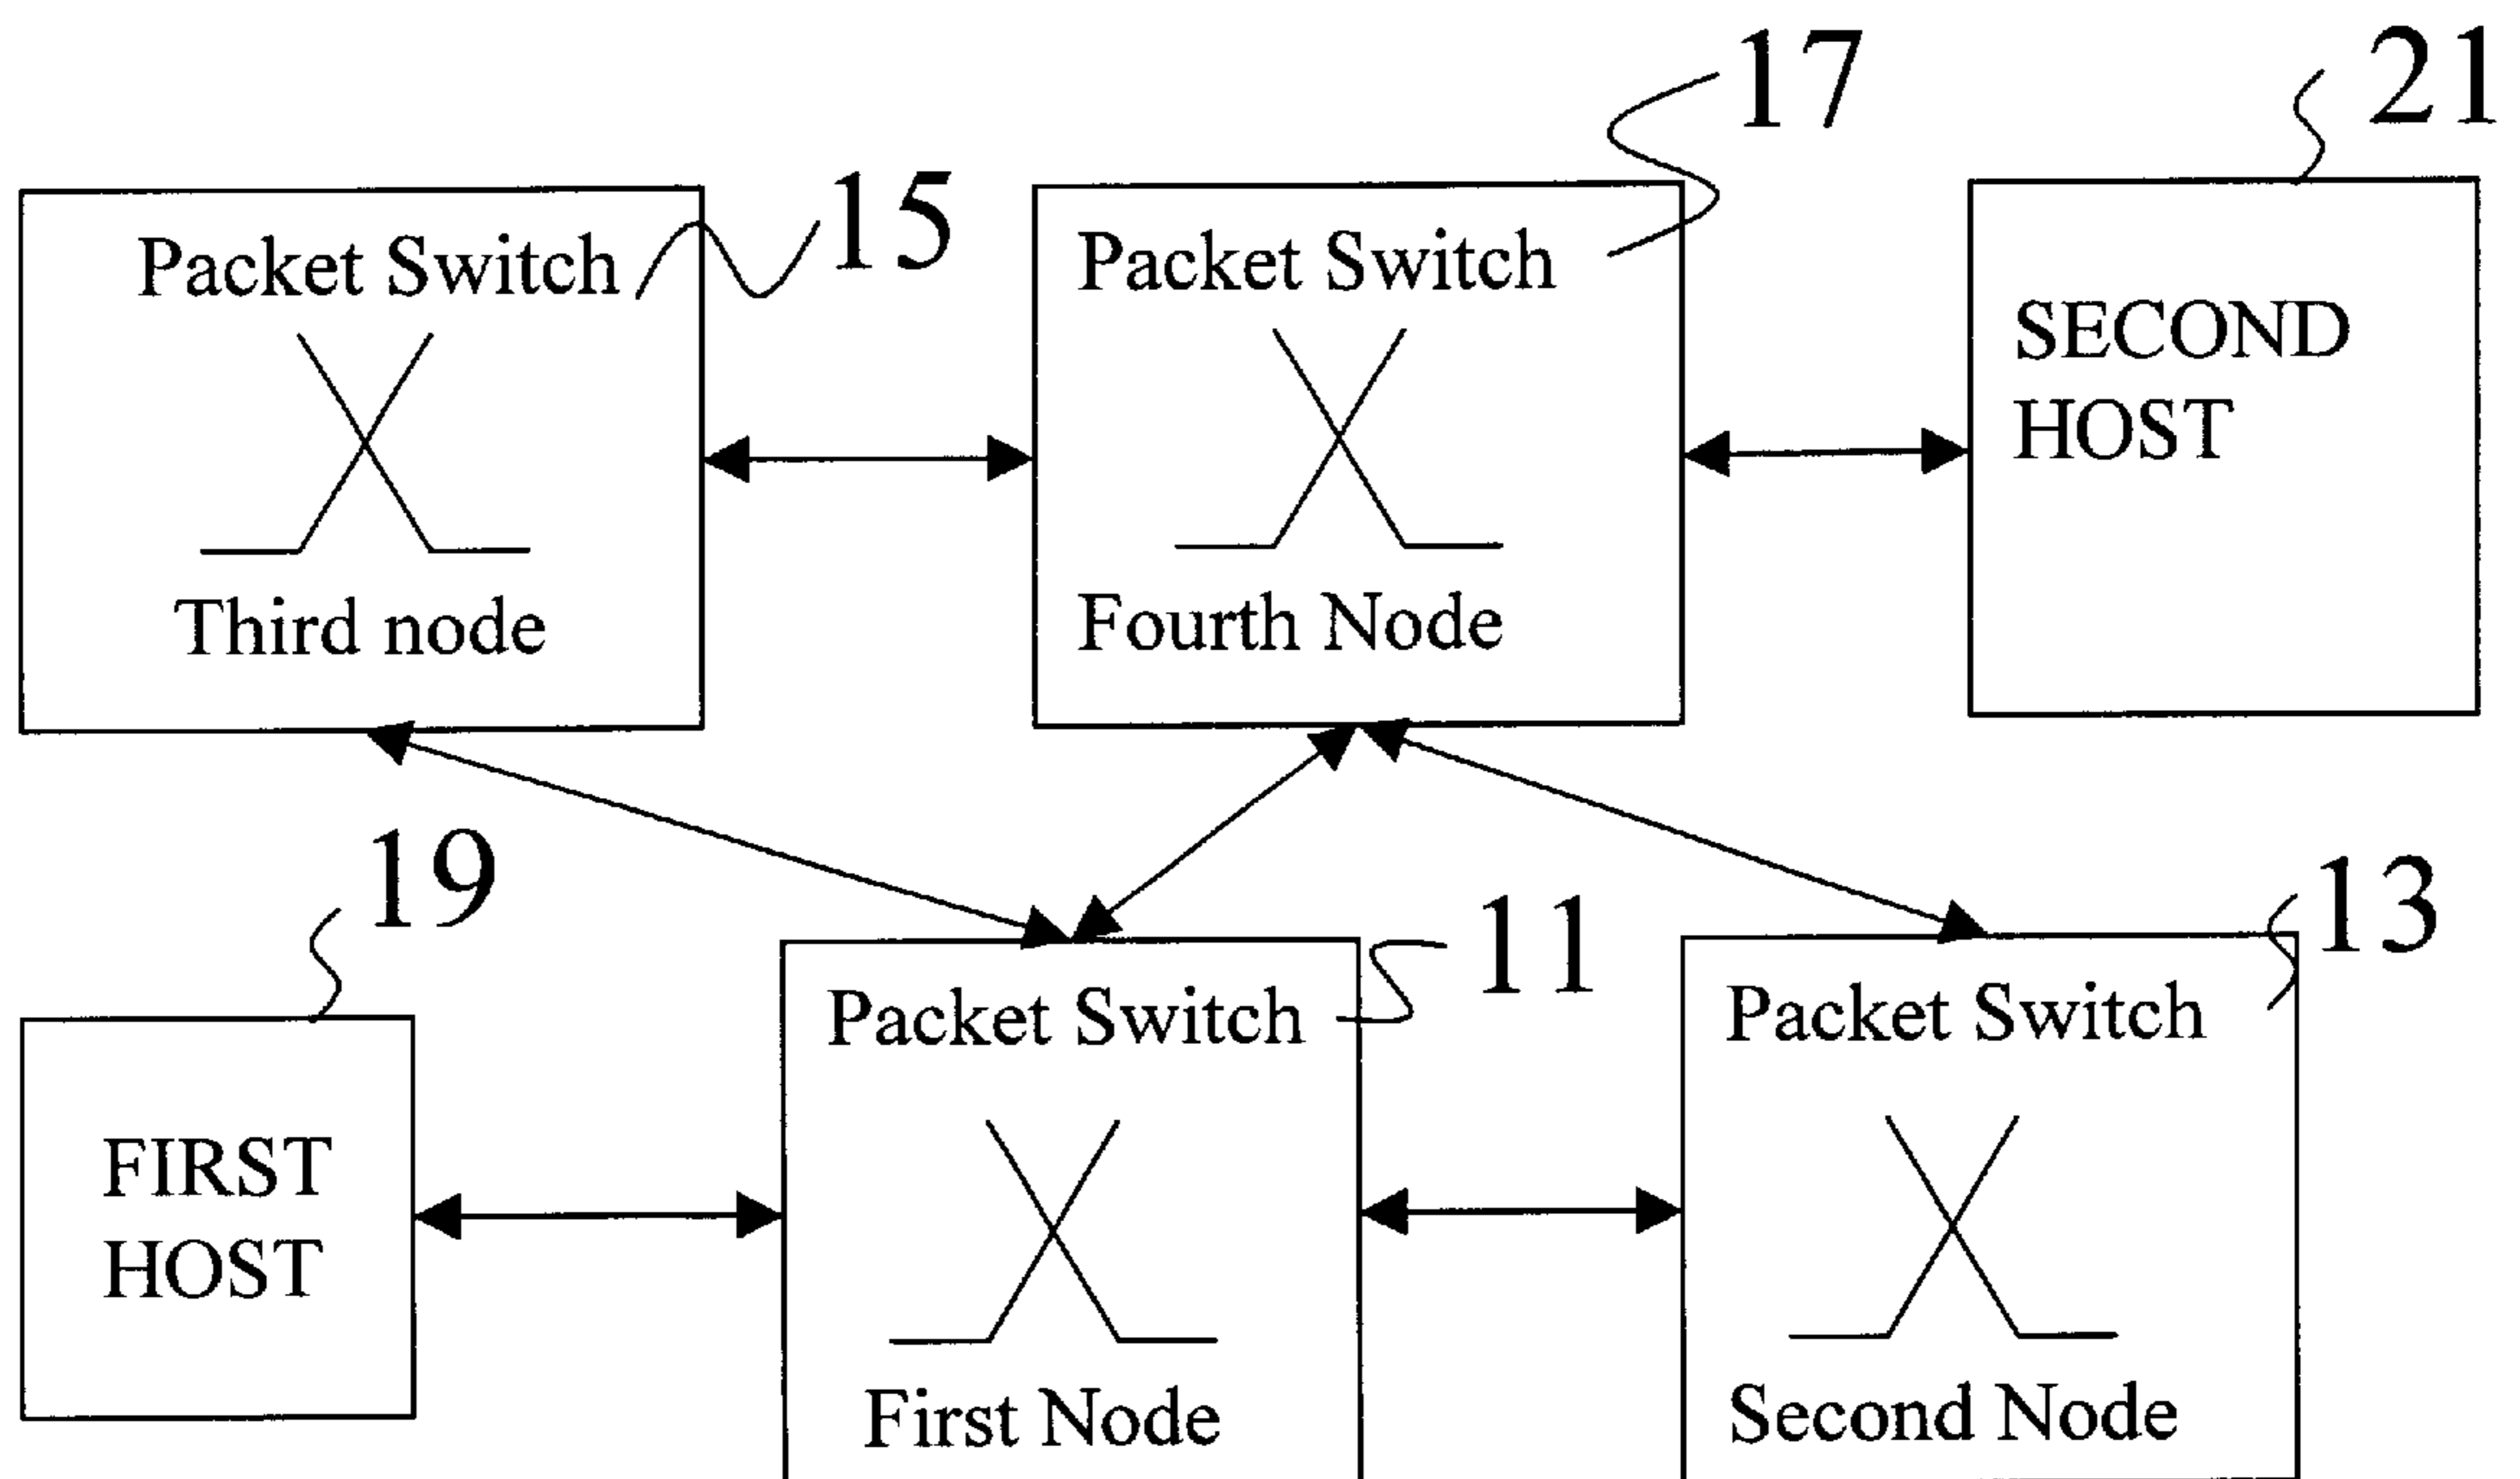 17
21
15
Packet Switch
Packet Switch
SECOND
HOST
Third node
Fourth Node
19
11
13
Packet Switch
Packet Switch
FIRST
HOST
First Node
Second Node